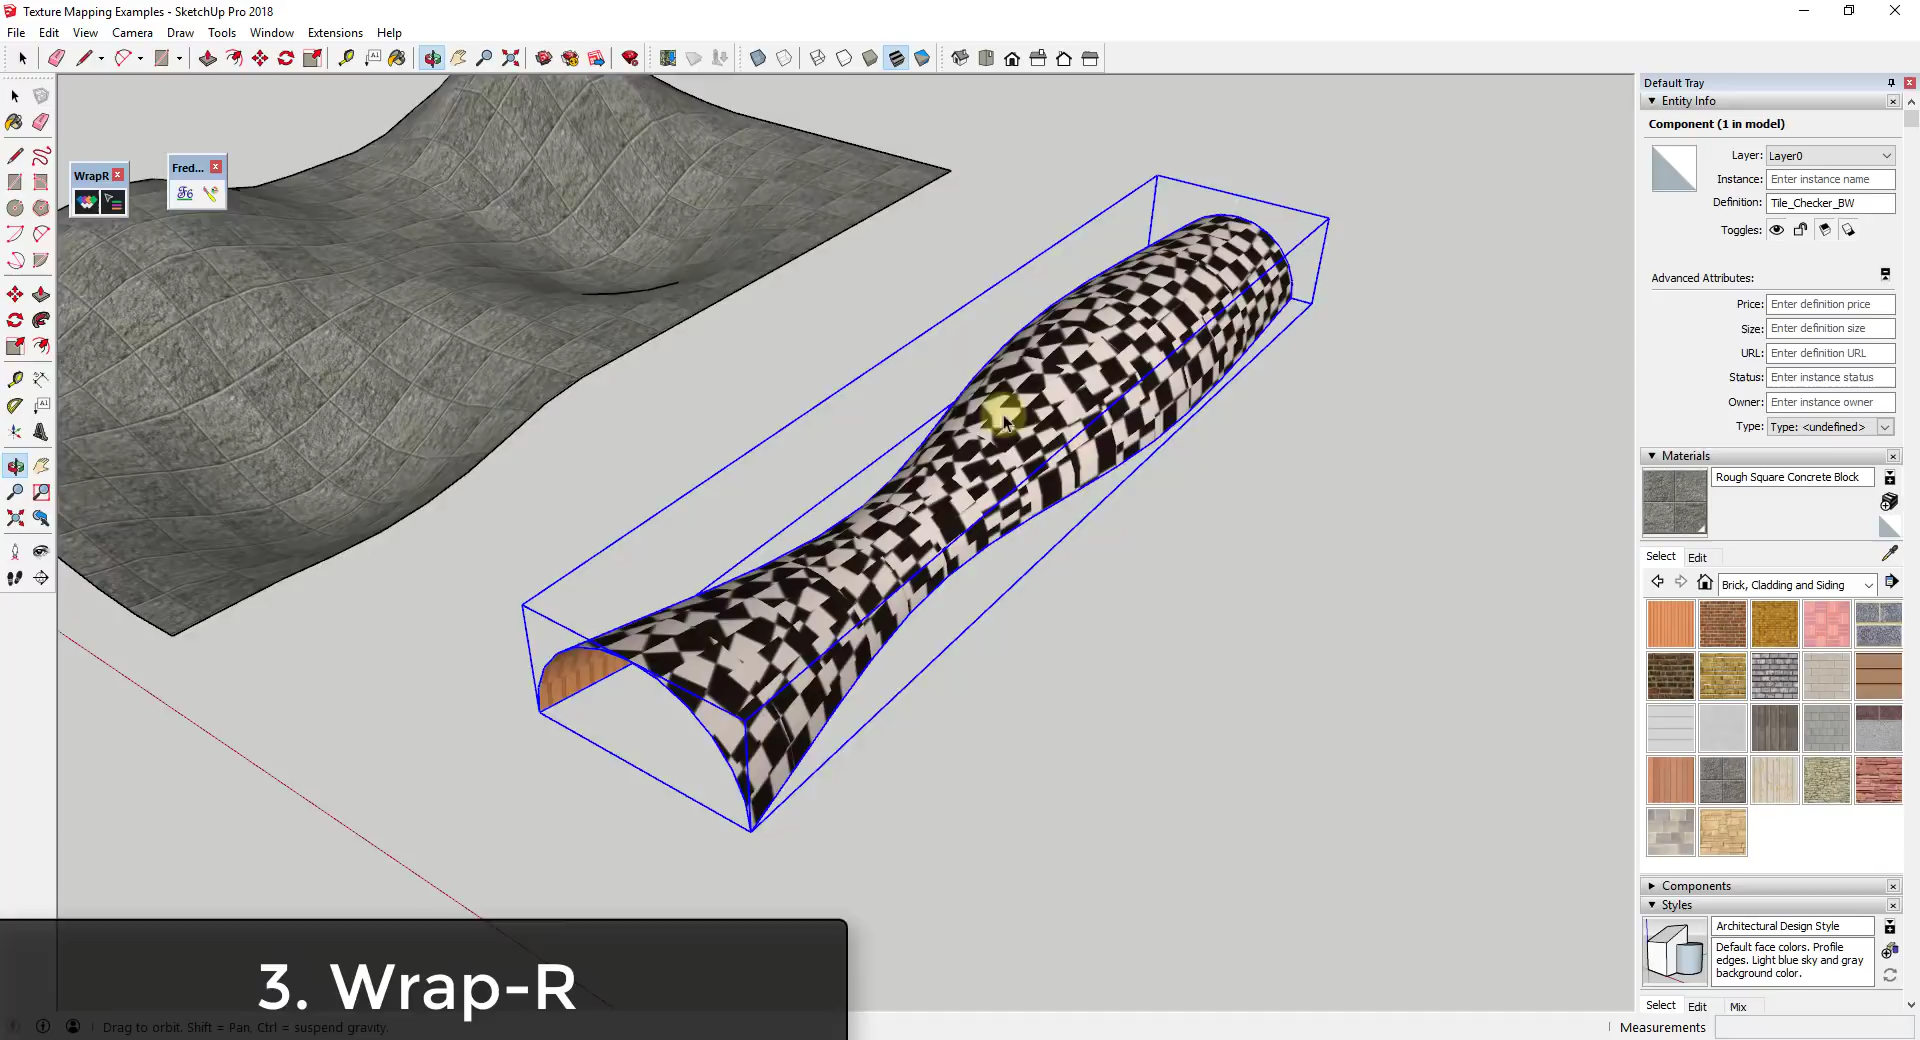 Texture Mapping Examples - SketchUp Pro 2018
File Edit View Camera Draw Tools Window Extensions Help
Default Tray
Entity Info
Component (1 in model)
Layer: Layer0
Instance: Enter instance name
Definition: Tile_Checker_BW
Toggles:
Advanced Attributes:
Price: Enter definition price
Size: Enter definition size
URL: Enter definition URL
Status: Enter instance status
Owner: Enter instance owner
Type: Type: <undefined>
WrapR
Fred...
Materials
Rough Square Concrete Block
Select Edit
Brick, Cladding and Siding
Components
Styles
Architectural Design Style
Default face colors. Profile
edges. Light blue sky and gray
background color.
Select Edit Mix
3. Wrap-R
Drag to orbit. Shift = Pan, Ctrl = suspend gravity.
Measurements